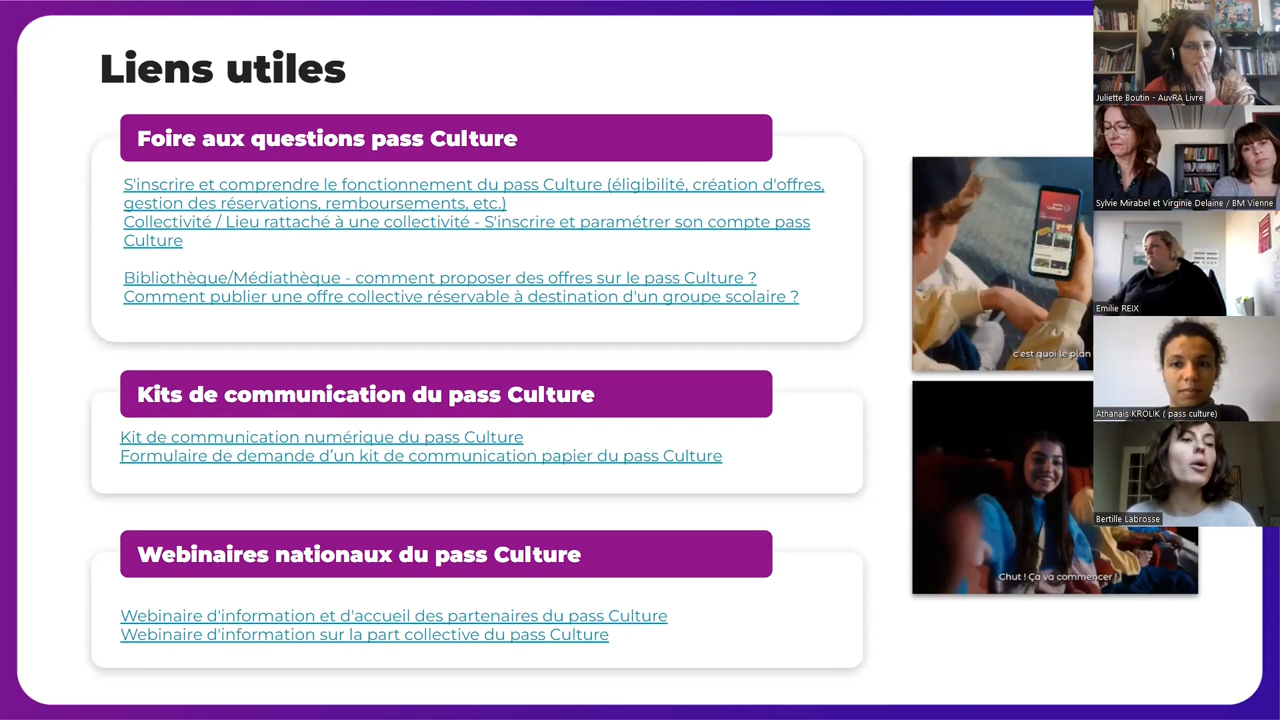 Liens utiles
Foire aux questions pass Culture
S'inscrire et comprendre le fonctionnement du pass Culture (éligibilité, création d'offres,
gestion des réservations, remboursements, etc.)
Collectivité / Lieu rattaché à une collectivité - S'inscrire et paramétrer son compte pass
Culture
Bibliothèque/Médiathèque - comment proposer des offres sur le pass Culture ?
Comment publier une offre collective réservable à destination d'un groupe scolaire ?
Kits de communication du pass Culture
Kit de communication numérique du pass Culture
Formulaire de demande d’un kit de communication papier du pass Culture
Webinaires nationaux du pass Culture
Webinaire d'information et d'accueil des partenaires du pass Culture
Webinaire d'information sur la part collective du pass Culture
pass
Culture
c'est quoi le plan
Chut ! Ça va commencer !
Juliette Boutin - AuvRA Livre
Sylvie Mirabel et Virginie Delaine / BM Vienne
Emilie REIX
Athanaïs KROLIK ( pass culture)
Bertille Labrosse